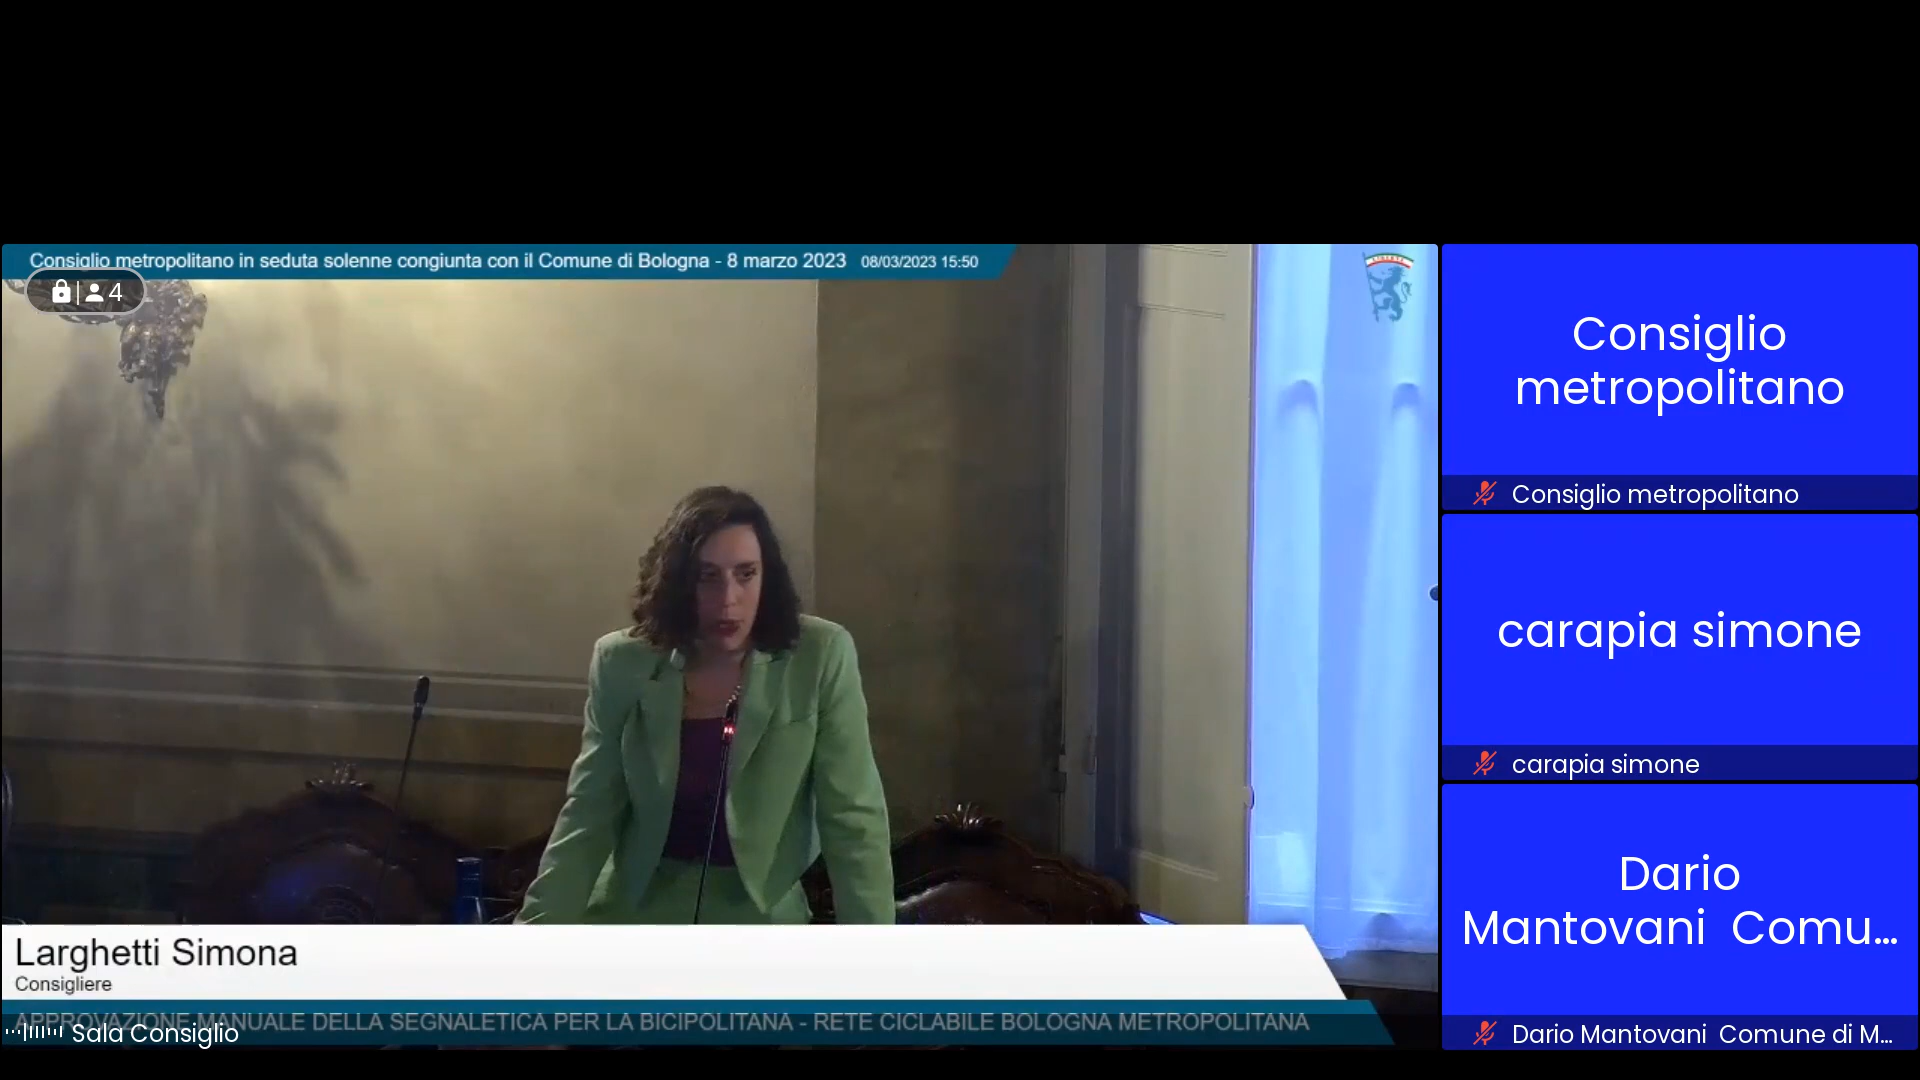 Consiglio metropolitano in seduta solenne congiunta con il Comune di Bologna - 8 marzo 2023 08/03/2023 15:50
4
Larghetti Simona
Consigliere
APPROVAZIONE MANUALE DELLA SEGNALETICA PER LA BICIPOLITANA - RETE CICLABILE BOLOGNA METROPOLITANA
Sala Consiglio
Consiglio
metropolitano
Consiglio metropolitano
carapia simone
carapia simone
Dario
Mantovani Comu...
Dario Mantovani Comune di M...